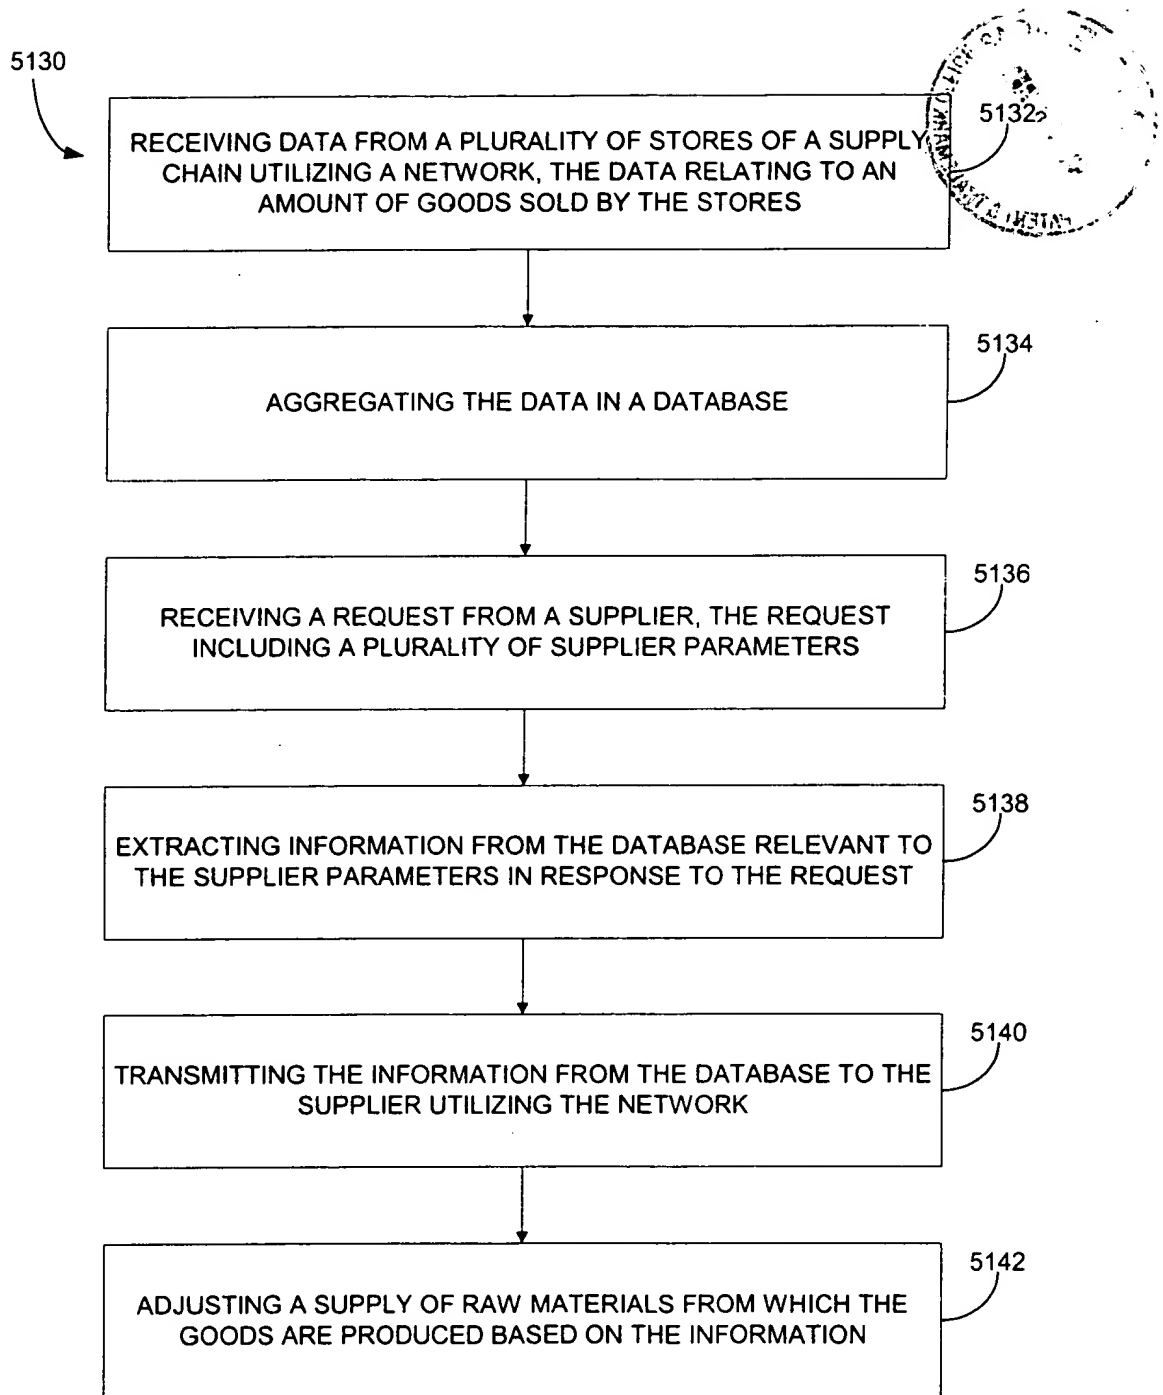 5130
5132
RECEIVING DATA FROM A PLURALITY OF STORES OF A SUPPLY
CHAIN UTILIZING A NETWORK, THE DATA RELATING TO AN
AMOUNT OF GOODS SOLD BY THE STORES
5134
AGGREGATING THE DATA IN A DATABASE
5136
RECEIVING A REQUEST FROM A SUPPLIER, THE REQUEST
INCLUDING A PLURALITY OF SUPPLIER PARAMETERS
5138
EXTRACTING INFORMATION FROM THE DATABASE RELEVANT TO
THE SUPPLIER PARAMETERS IN RESPONSE TO THE REQUEST
5140
TRANSMITTING THE INFORMATION FROM THE DATABASE TO THE
SUPPLIER UTILIZING THE NETWORK
5142
ADJUSTING A SUPPLY OF RAW MATERIALS FROM WHICH THE
GOODS ARE PRODUCED BASED ON THE INFORMATION